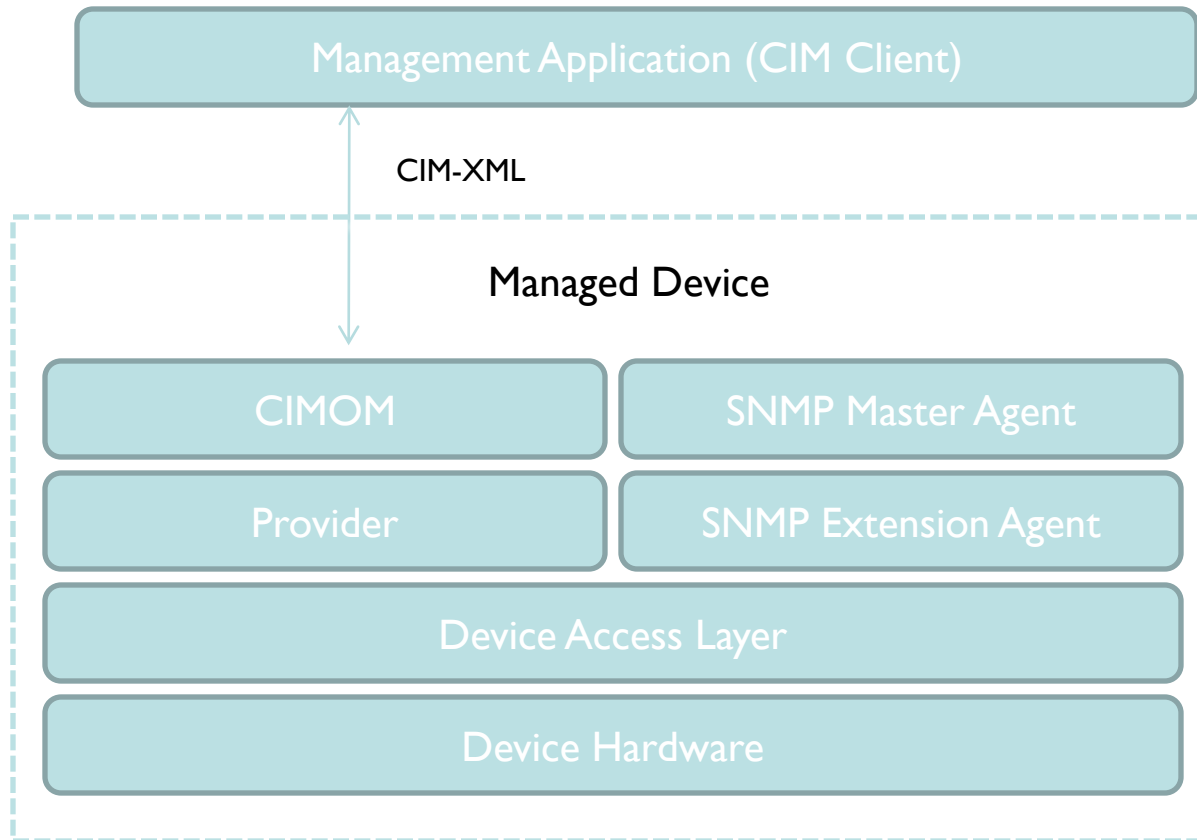 Management Application (CIM Client)
CIM-XML
Managed Device
CIMOM
SNMP Master Agent
Provider
SNMP Extension Agent
Device Access Layer
Device Hardware